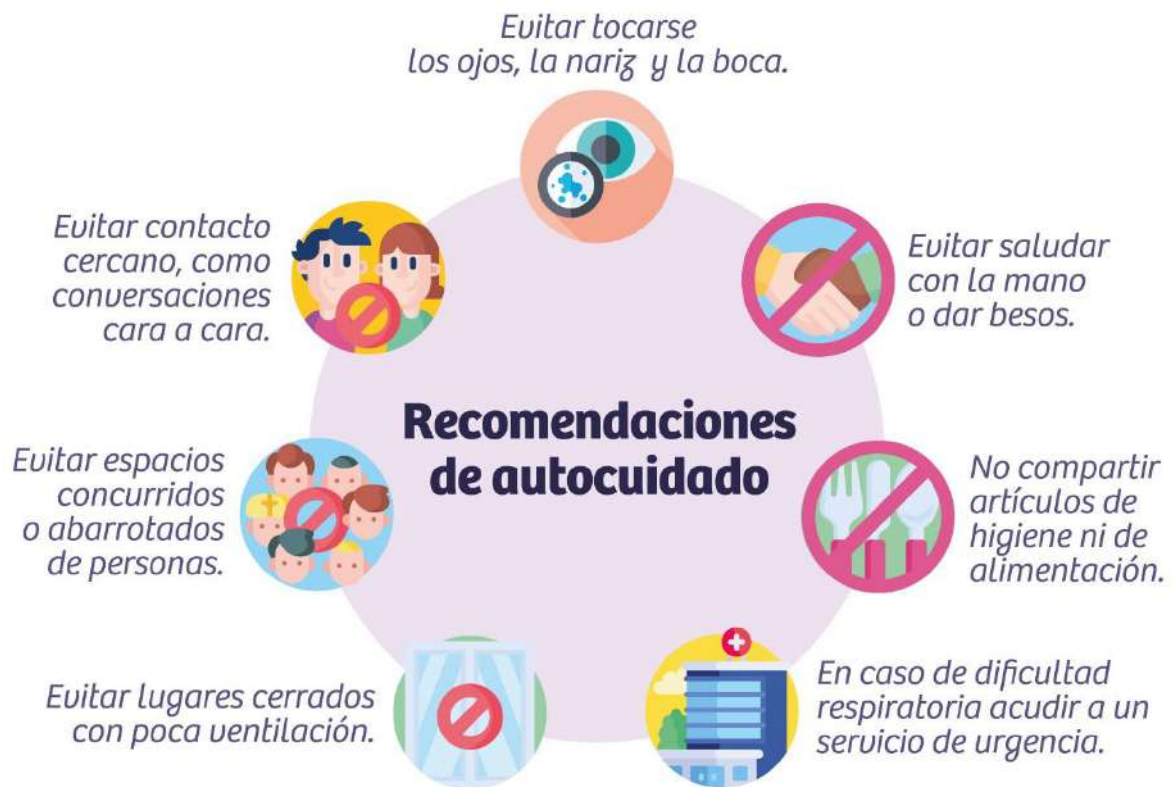 Evitar tocarse
los ojos, la nariz y la boca.
Evitar saludar
con la mano
o dar besos.
No compartir
artículos de
higiene ni de
alimentación.
En caso de dificultad
respiratoria acudir a un
servicio de urgencia.
Evitar lugares cerrados
con poca ventilación.
Evitar espacios
concurridos
o abarrotados
de personas.
Evitar contacto
cercano, como
conversaciones
cara a cara.
Recomendaciones
de autocuidado